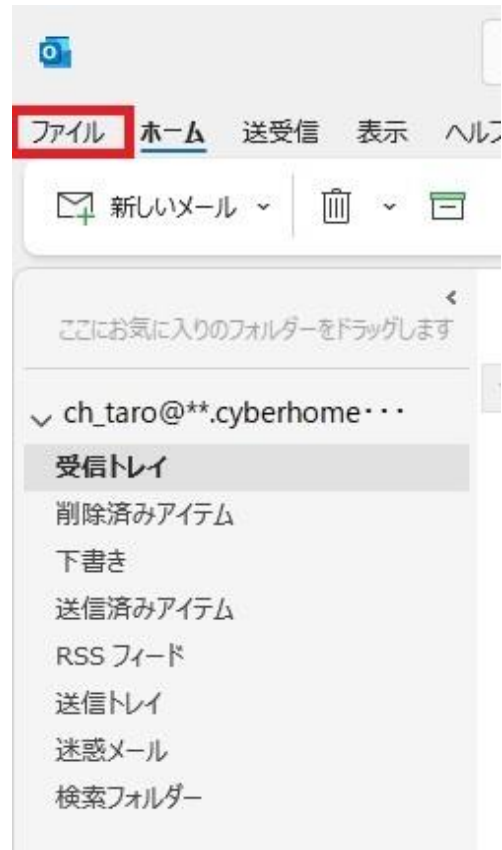 ファイル ホーム 送受信 表示 ヘルプ
新しいメール
ここにお気に入りのフォルダーをドラッグします
ch_taro@**.cyberhome・・・
受信トレイ
削除済みアイテム
下書き
送信済みアイテム
RSS フィード
送信トレイ
迷惑メール
検索フォルダー